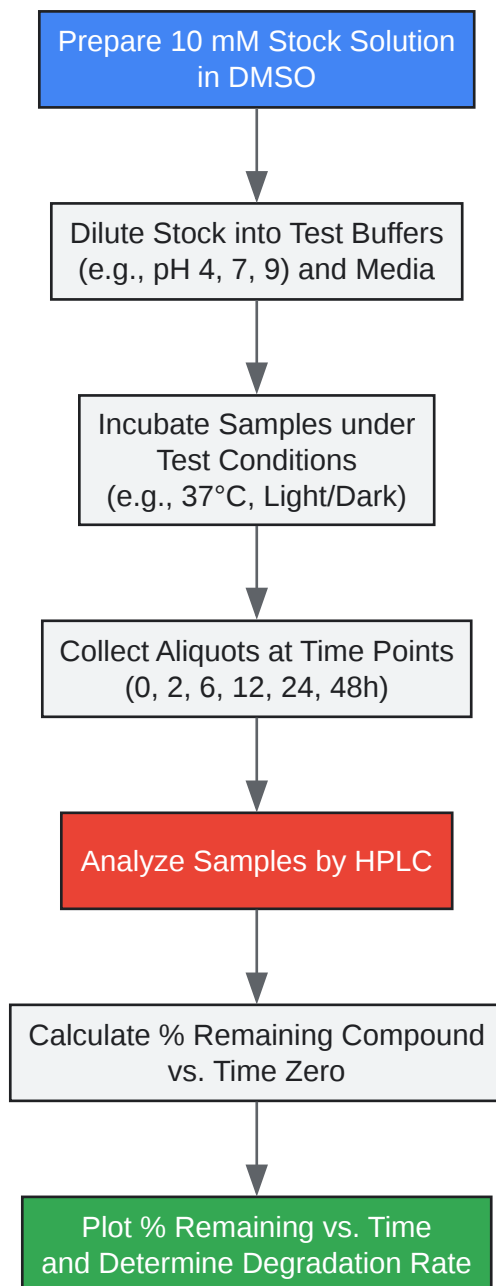 Prepare 10 mM Stock Solution
in DMSO
Dilute Stock into Test Buffers
(e.g., pH 4, 7, 9) and Media
Incubate Samples under
Test Conditions
(e.g., 37°C, Light/Dark)
Collect Aliquots at Time Points
(0, 2, 6, 12, 24, 48h)
Analyze Samples by HPLC
Calculate % Remaining Compound
vs. Time Zero
Plot % Remaining vs. Time
and Determine Degradation Rate